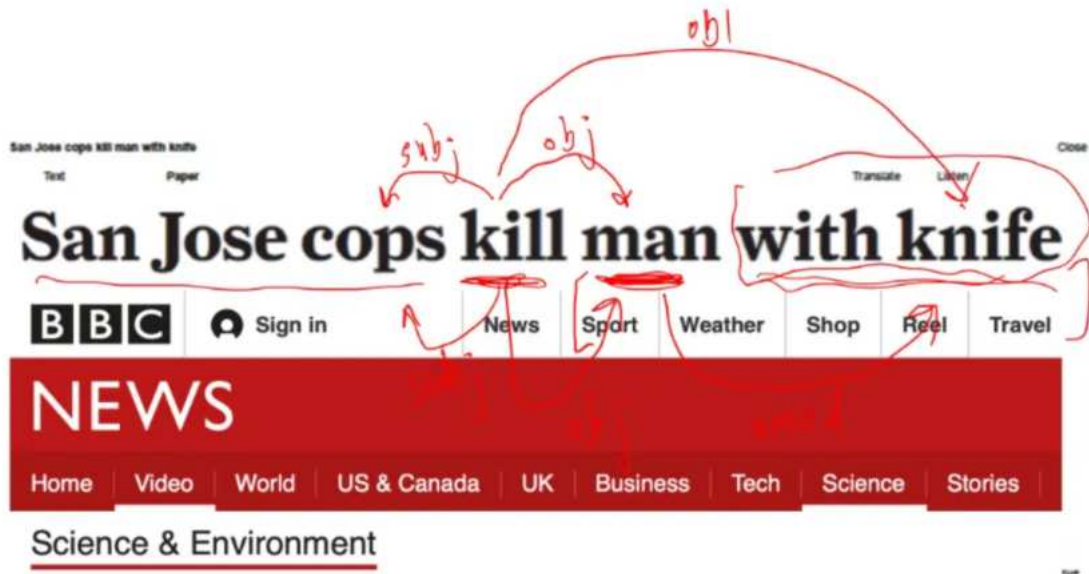 obl
subj obj
San Jose cops kill man with knife Close
Text Paper Translate Listen
San Jose cops kill man with knife
BBC Sign in News Sport Weather Shop Reel Travel
subj obj
NEWS
Home Video World US & Canada UK Business Tech Science Stories
Science & Environment